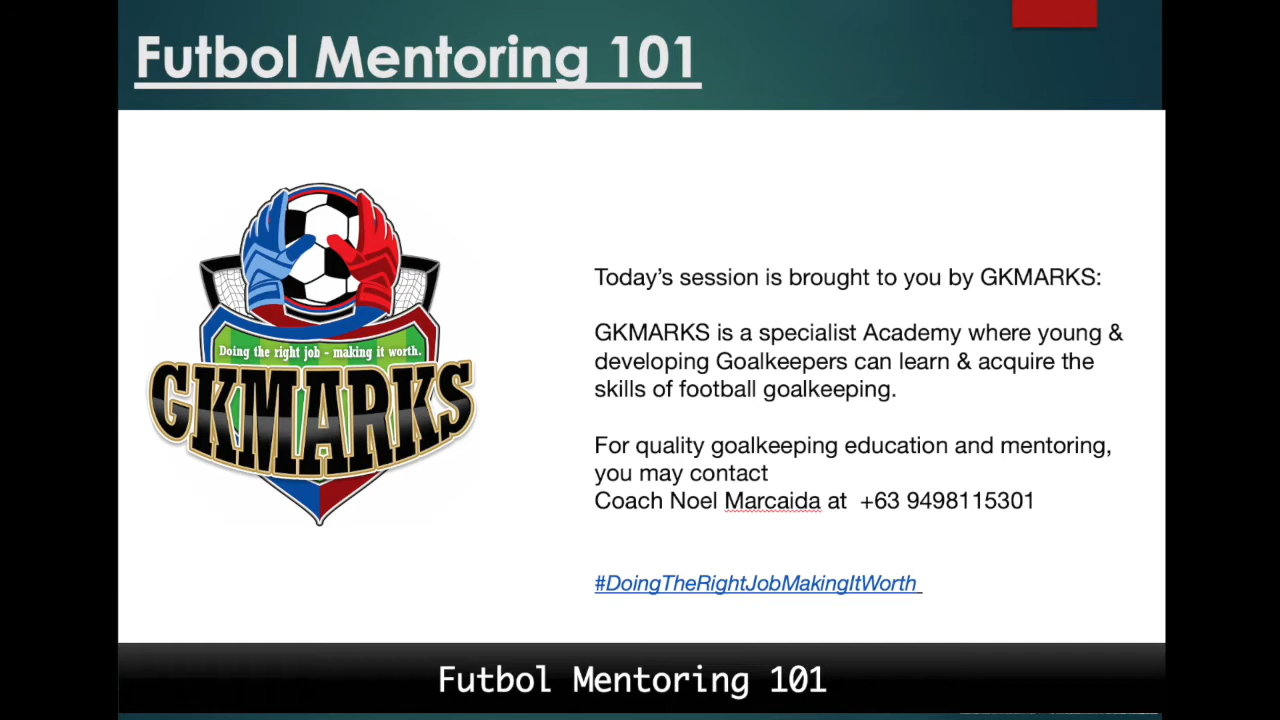 Futbol Mentoring 101
Doing the right job - making it worth.
GKMARKS
Today's session is brought to you by GKMARKS:
GKMARKS is a specialist Academy where young &
developing Goalkeepers can learn & acquire the
skills of football goalkeeping.
For quality goalkeeping education and mentoring,
you may contact
Coach Noel Marcaida at +63 9498115301
#DoingTheRightJobMakingItWorth
Futbol Mentoring 101